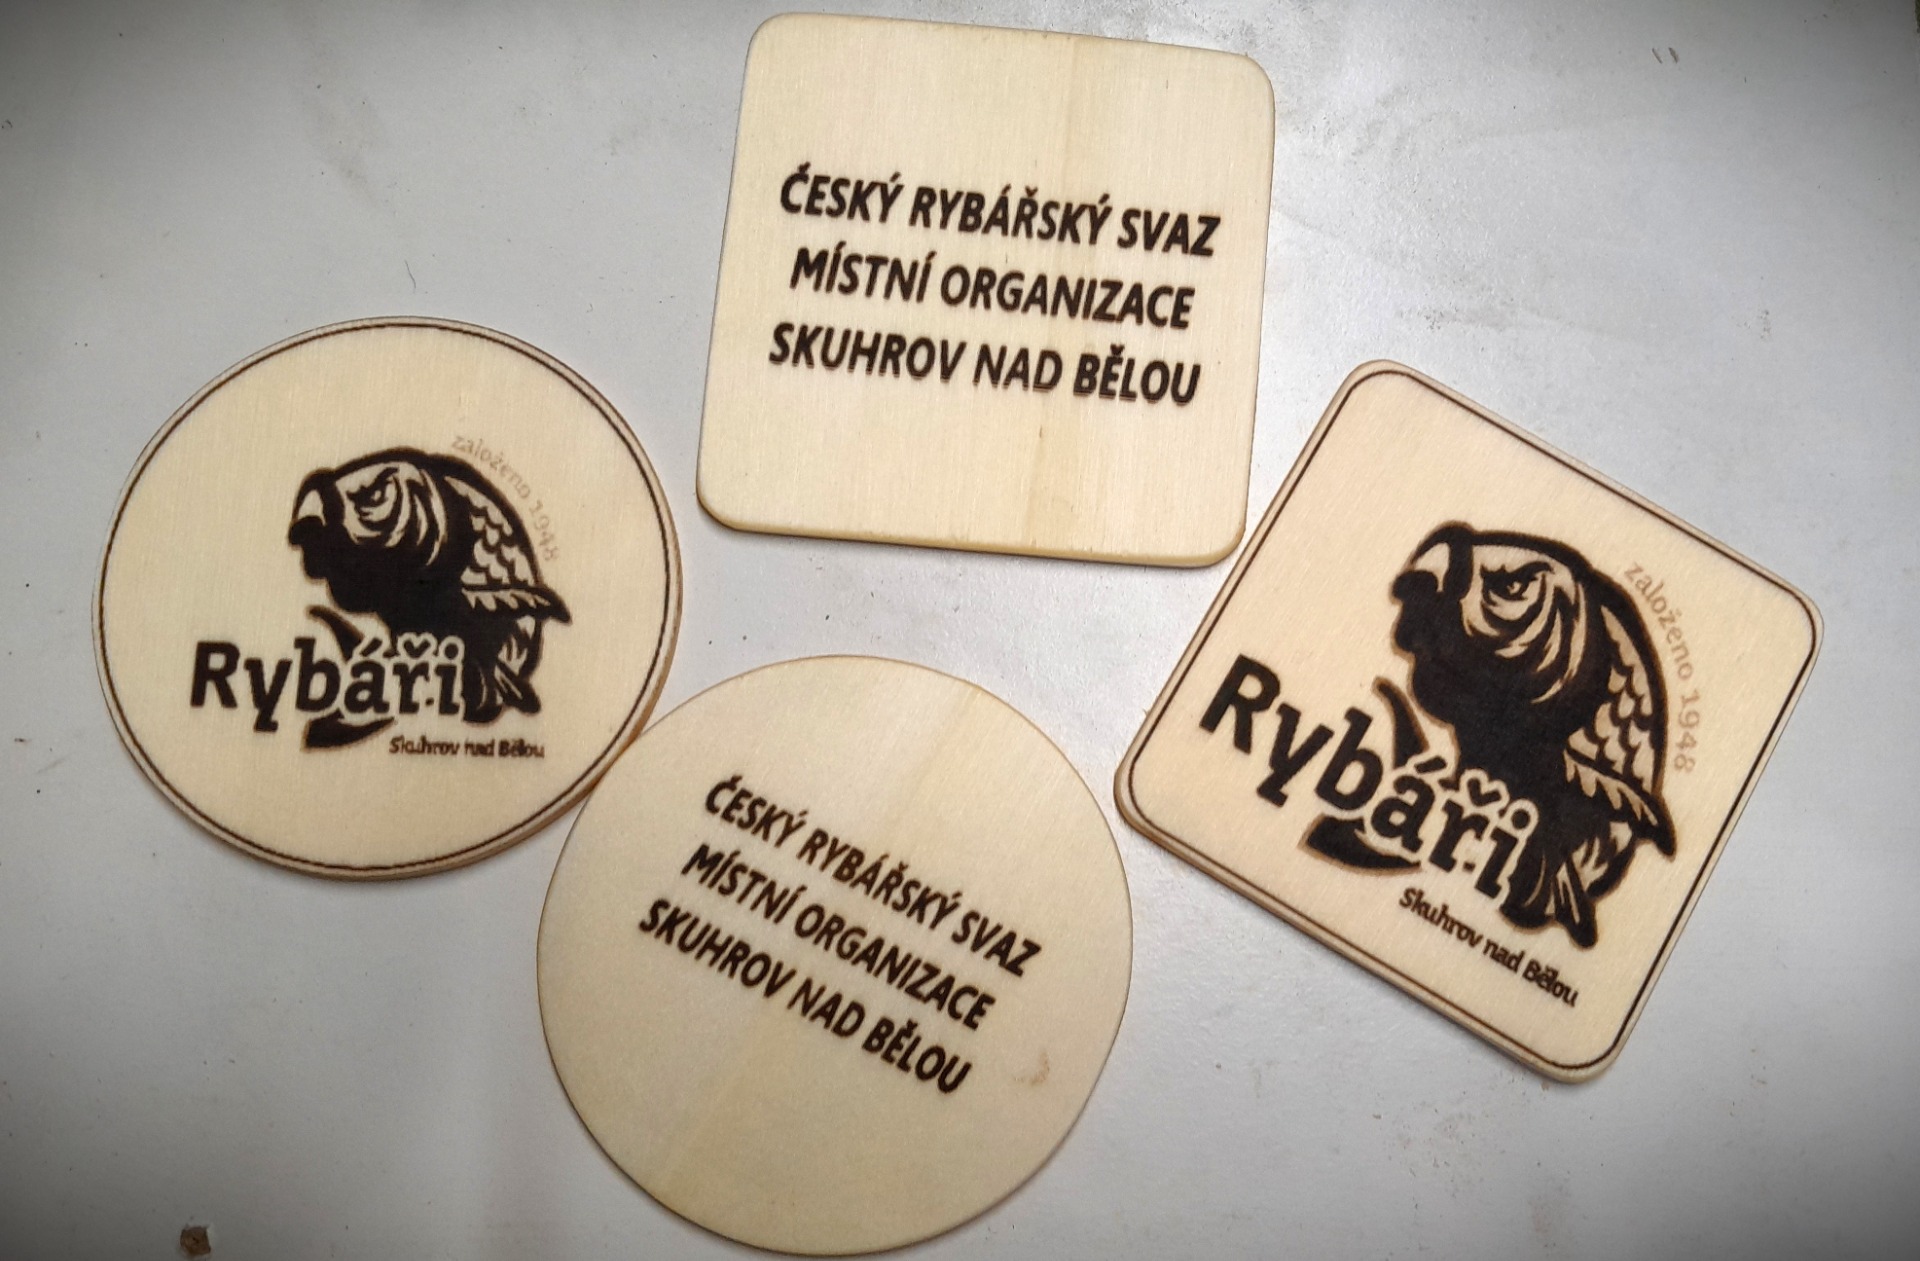 ČESKÝ RYBÁŘSKÝ SVAZ
MÍSTNÍ ORGANIZACE
SKUHROV NAD BĚLOU
založeno 1948
Rybáři
Skuhrov nad Bělou
založeno 1948
Rybáři
Skuhrov nad Bělou
ČESKÝ RYBÁŘSKÝ SVAZ
MÍSTNÍ ORGANIZACE
SKUHROV NAD BĚLOU